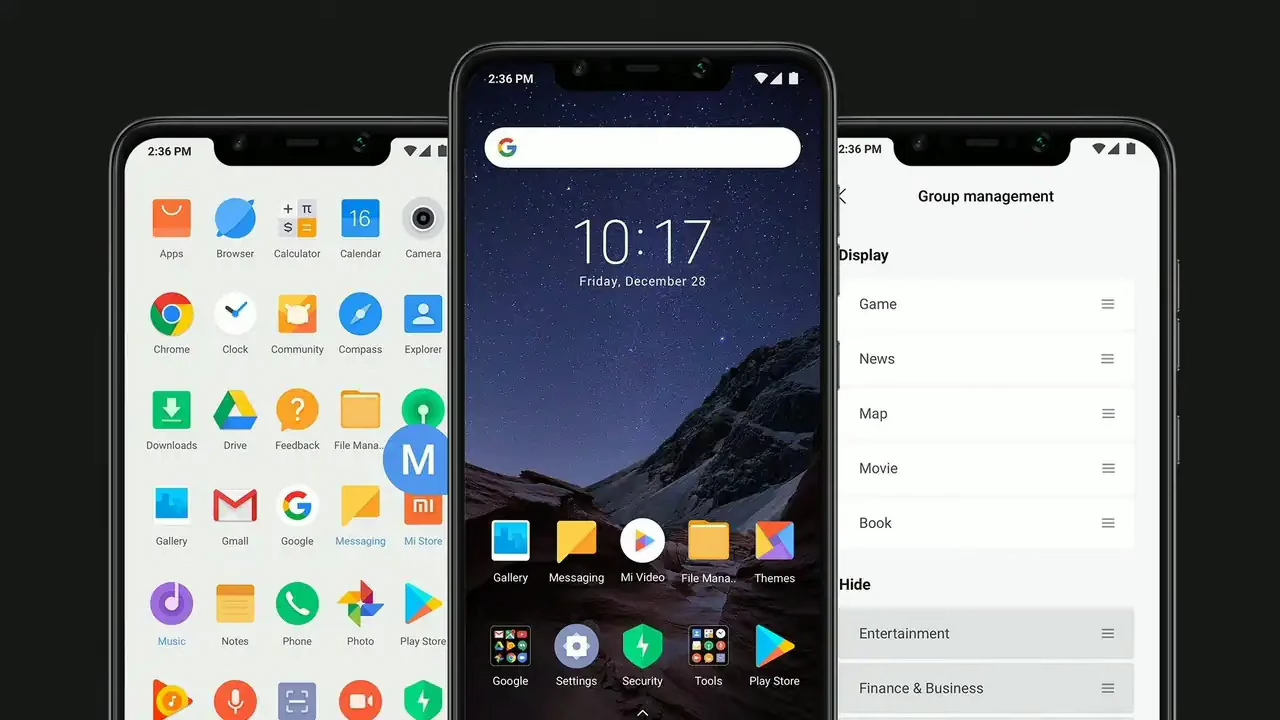 2:36 PM
Apps
Browser
Calculator
16
Calendar
Camera
Chrome
Clock
Community
Compass
Explorer
Downloads
Drive
Feedback
File Mana..
M
Gallery
Gmail
Google
Messaging
mi
Mi Store
Music
Notes
Phone
Photo
Play Store
2:36 PM
10:17
Friday, December 28
Gallery
Messaging
Mi Video
File Mana..
Themes
Google
Settings
Security
Tools
Play Store
2:36 PM
Group management
Display
Game
News
Map
Movie
Book
Hide
Entertainment
Finance & Business